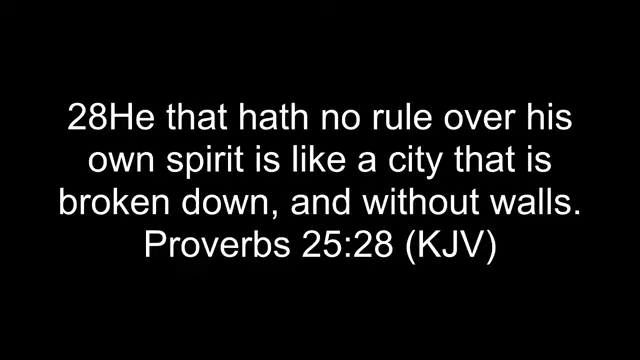 28He that hath no rule over his
own spirit is like a city that is
broken down, and without walls.
Proverbs 25:28 (KJV)